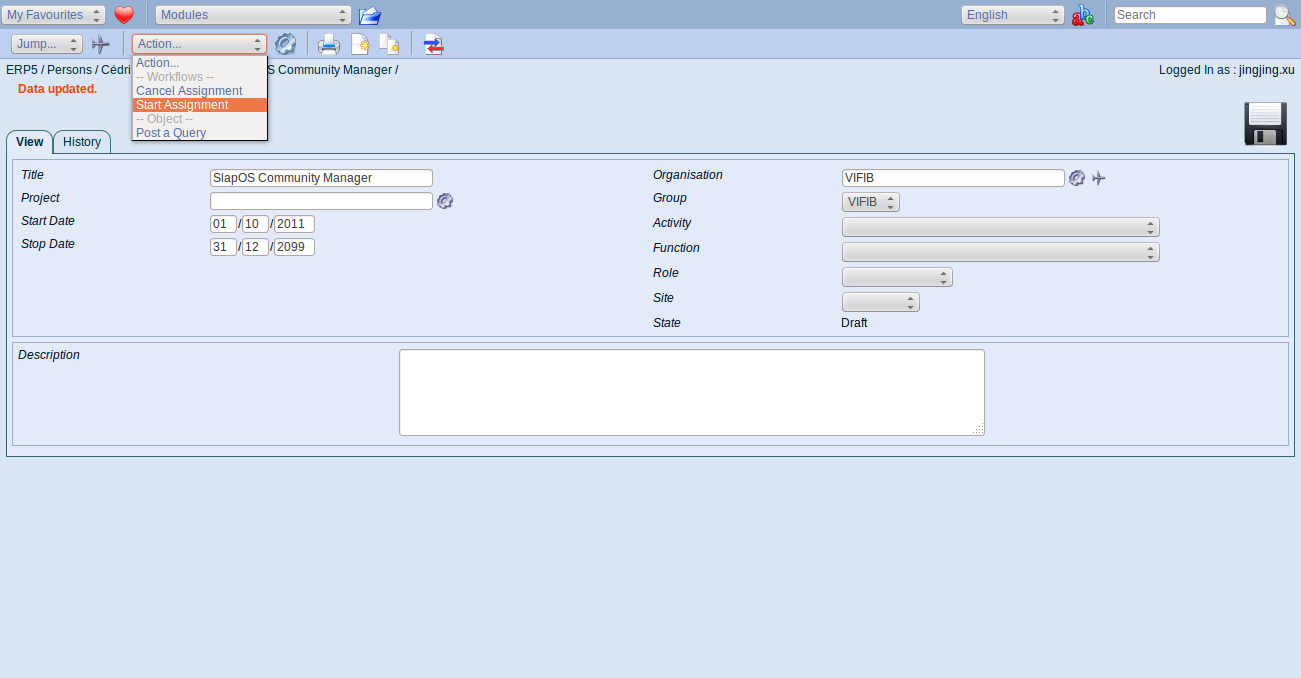 My Favourites Modules English Search
Jump... Action...
Action...
-- Workflows --
Cancel Assignment
Start Assignment
-- Object --
Post a Query
ERP5 / Persons / Cédri S Community Manager / Logged In as : jingjing.xu
Data updated.
View History
Title SlapOS Community Manager
Project
Start Date 01 / 10 / 2011
Stop Date 31 / 12 / 2099
Organisation VIFIB
Group VIFIB
Activity
Function
Role
Site
State Draft
Description